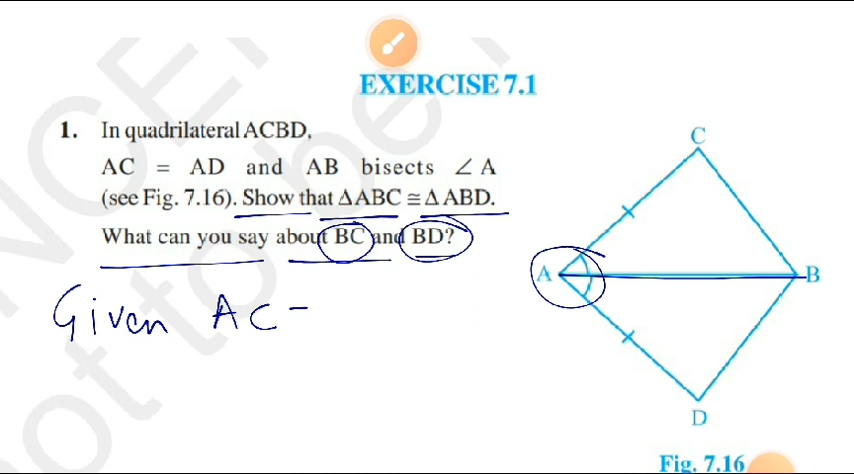 EXERCISE 7.1
1. In quadrilateral ACBD,
AC = AD and AB bisects ∠ A
(see Fig. 7.16). Show that Δ ABC ≅ Δ ABD.
What can you say about BC and BD?
Given AC =
C
A
B
D
Fig. 7.16